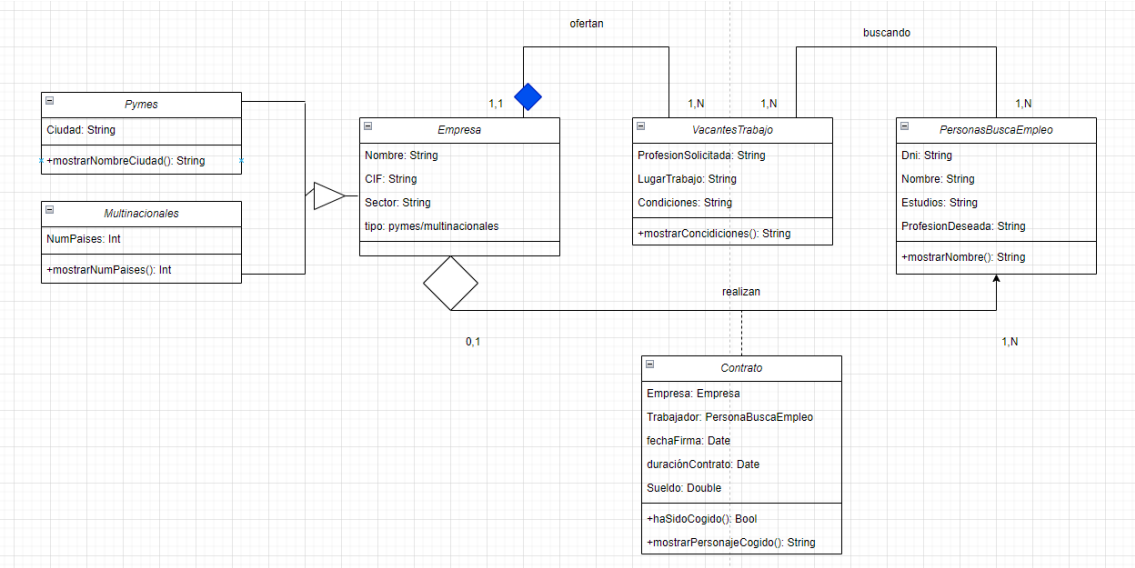 ofertan
buscando
1,1
1,N
1,N
1,N
Pymes
Ciudad: String
+mostrarNombreCiudad(): String
Multinacionales
NumPaises: Int
+mostrarNumPaises(): Int
Empresa
Nombre: String
CIF: String
Sector: String
tipo: pymes/multinacionales
VacantesTrabajo
ProfesionSolicitada: String
LugarTrabajo: String
Condiciones: String
+mostrarConcidiciones(): String
PersonasBuscaEmpleo
Dni: String
Nombre: String
Estudios: String
ProfesionDeseada: String
+mostrarNombre(): String
realizan
0,1
1,N
Contrato
Empresa: Empresa
Trabajador: PersonaBuscaEmpleo
fechaFirma: Date
duraciónContrato: Date
Sueldo: Double
+haSidoCogido(): Bool
+mostrarPersonajeCogido(): String